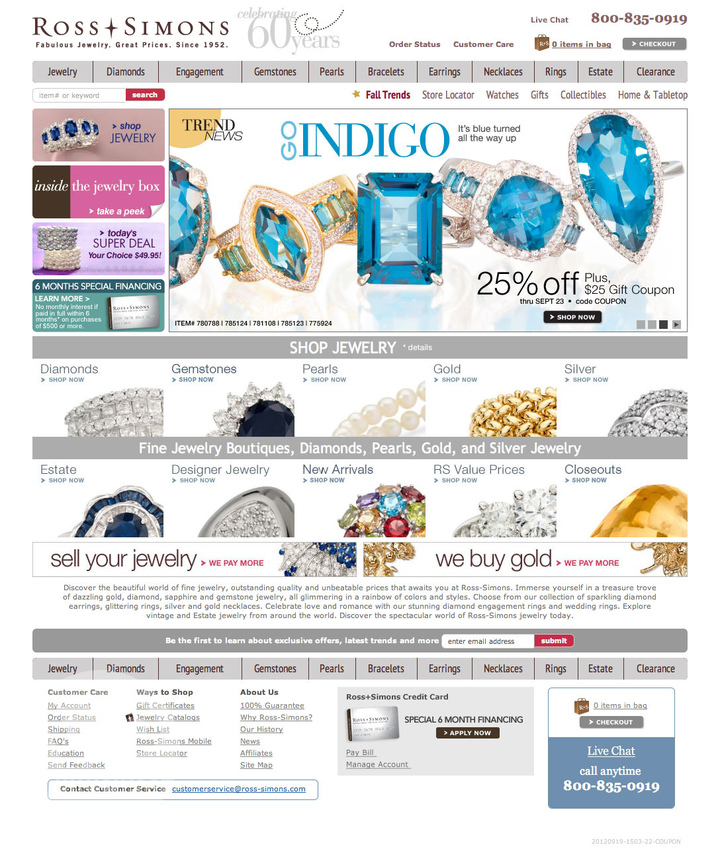 ROSS+SIMONS
Fabulous Jewelry. Great Prices. Since 1952.
celebrating
60 years
Live Chat 800-835-0919
Order Status Customer Care 0 items in bag > CHECKOUT
Jewelry Diamonds Engagement Gemstones Pearls Bracelets Earrings Necklaces Rings Estate Clearance
item# or keyword search
Fall Trends Store Locator Watches Gifts Collectibles Home & Tabletop
> shop
JEWELRY
inside the jewelry box
> take a peek
> today's
SUPER DEAL
Your Choice $49.95!
6 MONTHS SPECIAL FINANCING
LEARN MORE >
No monthly interest if
paid in full within 6
months* on purchases
of $500 or more.
ROSS+SIMONS
TREND
NEWS
GO INDIGO
It's blue turned
all the way up
25% off Plus,
$25 Gift Coupon
thru SEPT 23 • code COUPON
> SHOP NOW
ITEM# 780788 | 785124 | 781108 | 785123 | 775924
SHOP JEWELRY * details
Diamonds Gemstones Pearls Gold Silver
> SHOP NOW > SHOP NOW > SHOP NOW > SHOP NOW > SHOP NOW
Fine Jewelry Boutiques, Diamonds, Pearls, Gold, and Silver Jewelry
Estate Designer Jewelry New Arrivals RS Value Prices Closeouts
> SHOP NOW > SHOP NOW > SHOP NOW > SHOP NOW > SHOP NOW
sell your jewelry > WE PAY MORE we buy gold > WE PAY MORE
Discover the beautiful world of fine jewelry, outstanding quality and unbeatable prices that awaits you at Ross-Simons. Immerse yourself in a treasure trove
of dazzling gold, diamond, sapphire and gemstone jewelry, all glimmering in a rainbow of colors and styles. Choose from our collection of sparkling diamond
earrings, glittering rings, silver and gold necklaces. Celebrate love and romance with our stunning diamond engagement rings and wedding rings. Explore
vintage and Estate jewelry from around the world. Discover the spectacular world of Ross-Simons jewelry today.
Be the first to learn about exclusive offers, latest trends and more enter email address submit
Jewelry Diamonds Engagement Gemstones Pearls Bracelets Earrings Necklaces Rings Estate Clearance
Customer Care
My Account
Order Status
Shipping
FAQ's
Education
Send Feedback
Ways to Shop
Gift Certificates
Jewelry Catalogs
Wish List
Ross-Simons Mobile
Store Locator
About Us
100% Guarantee
Why Ross-Simons?
Our History
News
Affiliates
Site Map
Contact Customer Service customerservice@ross-simons.com
Ross+Simons Credit Card
ROSS+SIMONS
SPECIAL 6 MONTH FINANCING
> APPLY NOW
Pay Bill
Manage Account
0 items in bag
> CHECKOUT
Live Chat
call anytime
800-835-0919
20120919-1503-22-COUPON